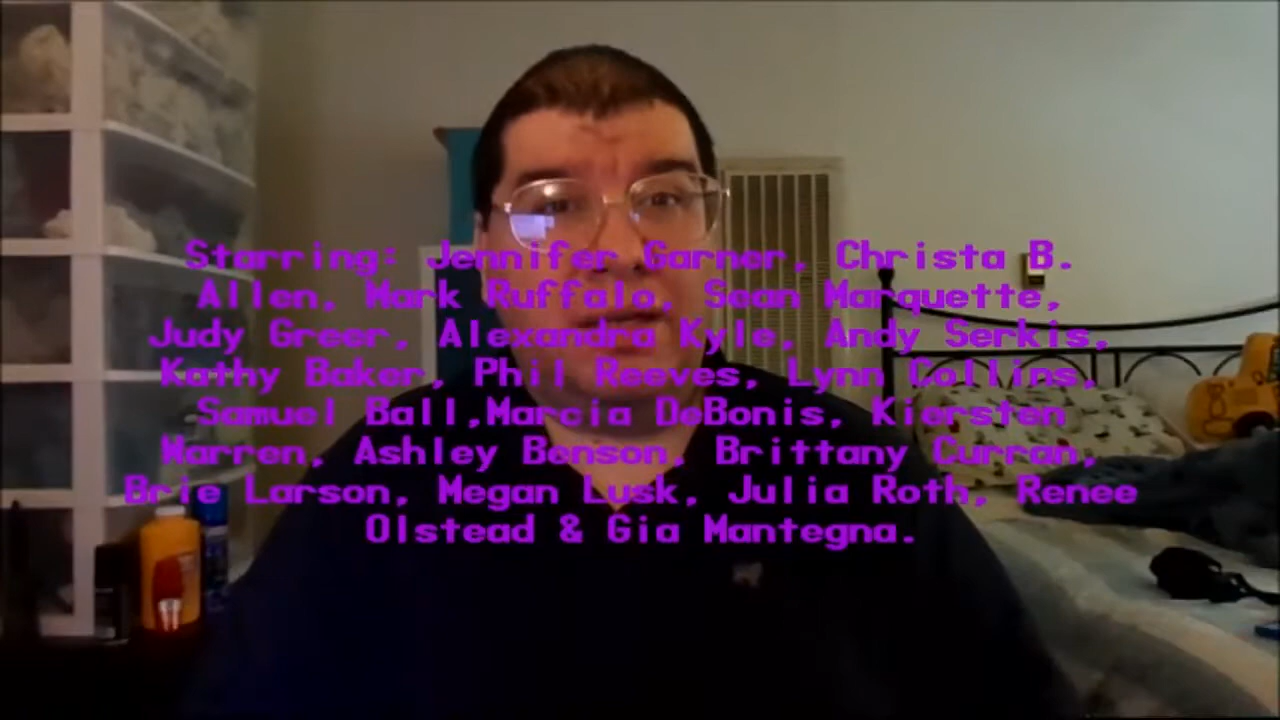 Starring: Jennifer Garner, Christa B.
Allen, Mark Ruffalo, Sean Marquette,
Judy Greer, Alexandra Kyle, Andy Serkis,
Kathy Baker, Phil Reeves, Lynn Collins,
Samuel Ball,Marcia DeBonis, Kiersten
Warren, Ashley Benson, Brittany Curran,
Brie Larson, Megan Lusk, Julia Roth, Renee
Olstead & Gia Mantegna.